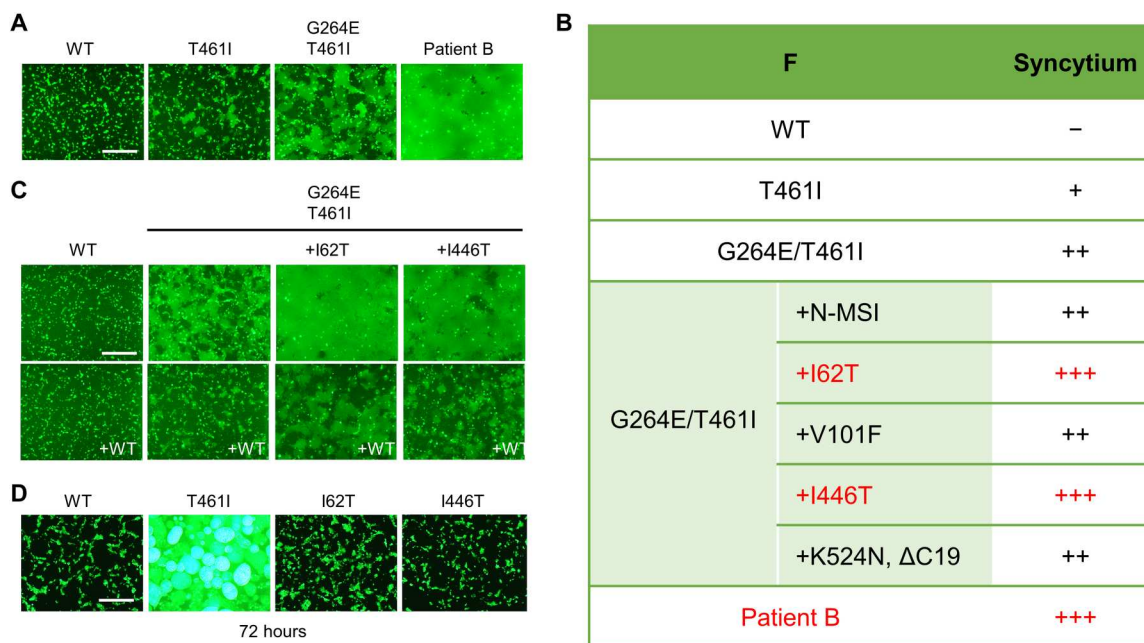 A
WT
T461I
G264E
T461I
Patient B
B
F
Syncytium
WT
–
T461I
+
G264E/T461I
++
G264E/T461I
+N-MSI
++
+I62T
+++
+V101F
++
+I446T
+++
+K524N, ΔC19
++
Patient B
+++
C
G264E
T461I
WT
+I62T
+I446T
+WT
+WT
+WT
+WT
D
WT
T461I
I62T
I446T
72 hours